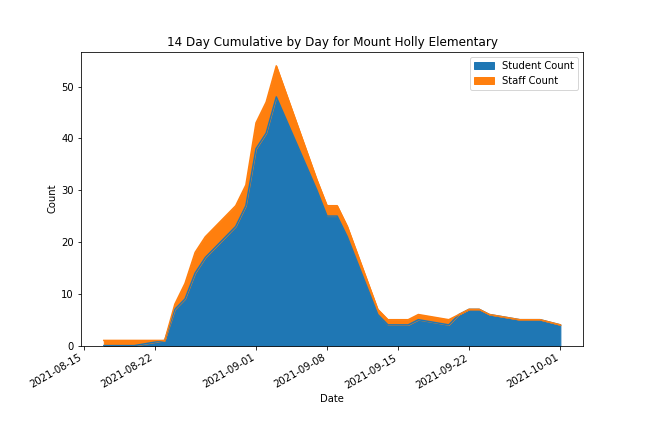 14 Day Cumulative by Day for Mount Holly Elementary
Student Count
Staff Count
Count
50
40
30
20
10
0
2021-08-15
2021-08-22
2021-09-01
2021-09-08
2021-09-15
2021-09-22
2021-10-01
Date